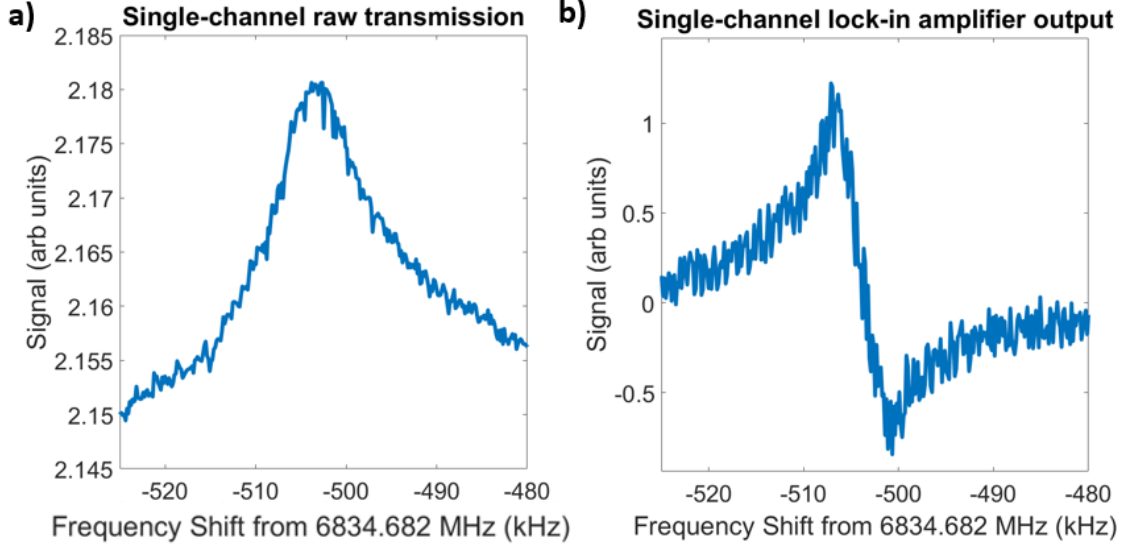 a)
Single-channel raw transmission
2.185
2.18
2.175
2.17
2.165
2.16
2.155
2.15
2.145
Signal (arb units)
-520 -510 -500 -490 -480
Frequency Shift from 6834.682 MHz (kHz)
b)
Single-channel lock-in amplifier output
1
0.5
0
-0.5
Signal (arb units)
-520 -510 -500 -490 -480
Frequency Shift from 6834.682 MHz (kHz)